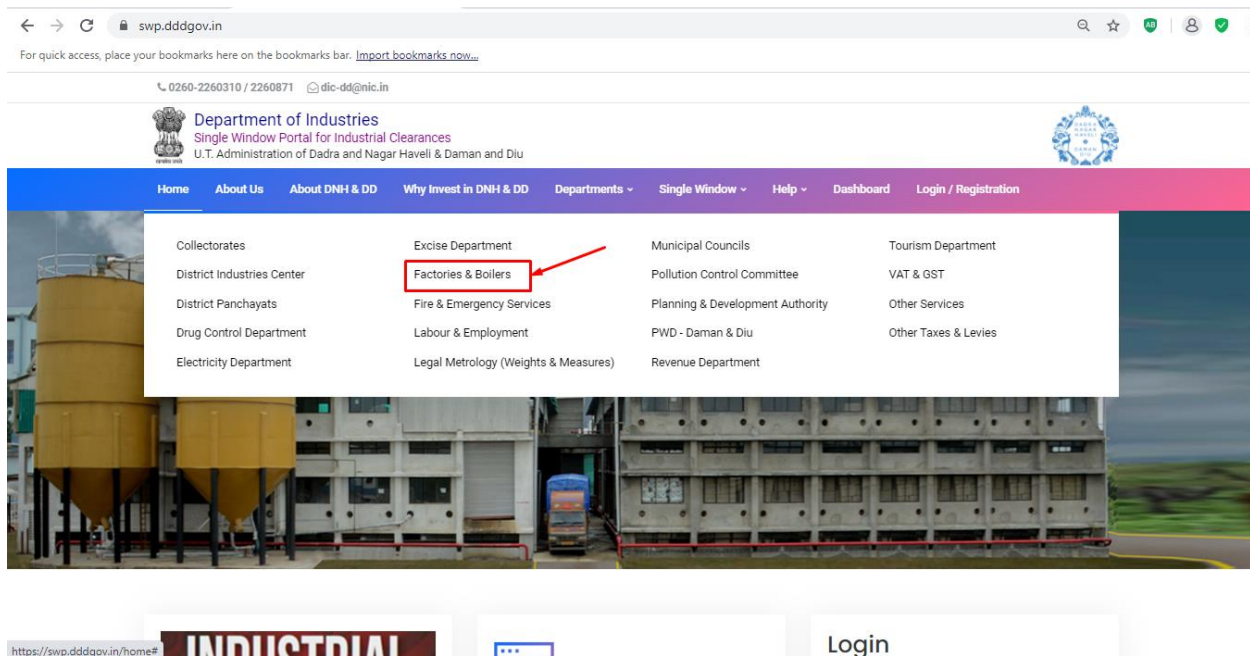 swp.dddgov.in
For quick access, place your bookmarks here on the bookmarks bar. Import bookmarks now...
0260-2260310 / 2260871 dic-dd@nic.in
Department of Industries
Single Window Portal for Industrial Clearances
U.T. Administration of Dadra and Nagar Haveli & Daman and Diu
Home About Us About DNH & DD Why Invest in DNH & DD Departments Single Window Help Dashboard Login / Registration
Collectorates Excise Department Municipal Councils Tourism Department
District Industries Center Factories & Boilers Pollution Control Committee VAT & GST
District Panchayats Fire & Emergency Services Planning & Development Authority Other Services
Drug Control Department Labour & Employment PWD - Daman & Diu Other Taxes & Levies
Electricity Department Legal Metrology (Weights & Measures) Revenue Department
INDUSTRIAL Login
https://swp.dddgov.in/home#